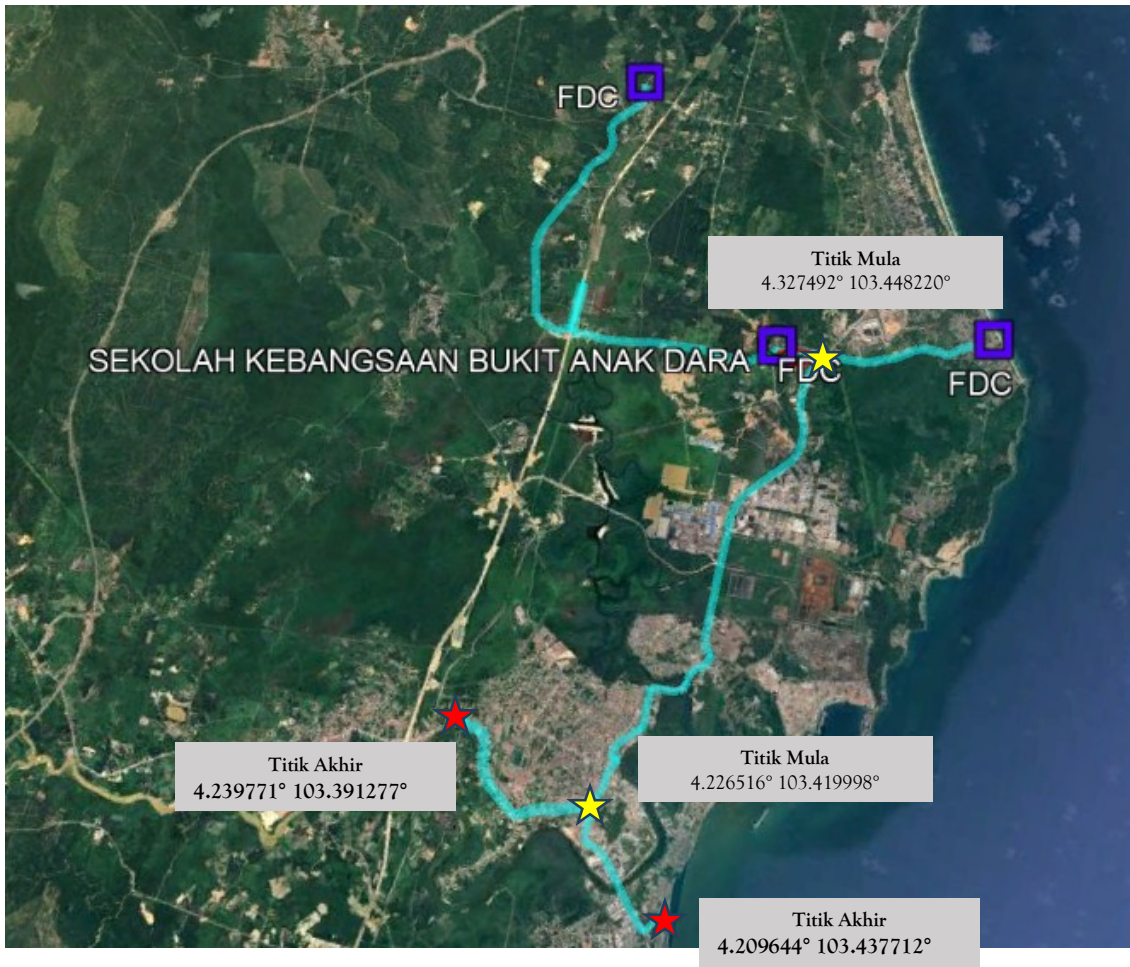 FDC
Titik Mula
4.327492° 103.448220°
SEKOLAH KEBANGSAAN BUKIT ANAK DARA
FDC
FDC
Titik Mula
4.226516° 103.419998°
Titik Akhir
4.239771° 103.391277°
Titik Akhir
4.209644° 103.437712°